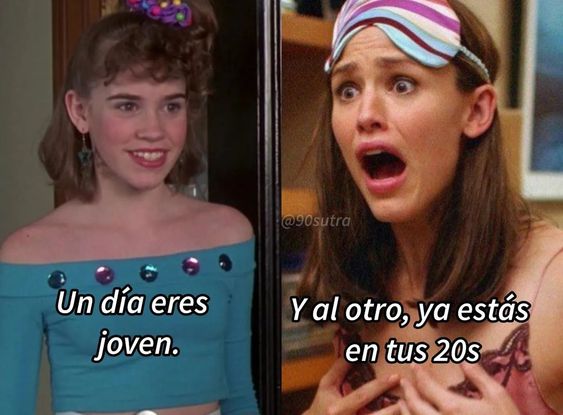 @90sutra
Un día eres
joven.
Y al otro, ya estás
en tus 20s